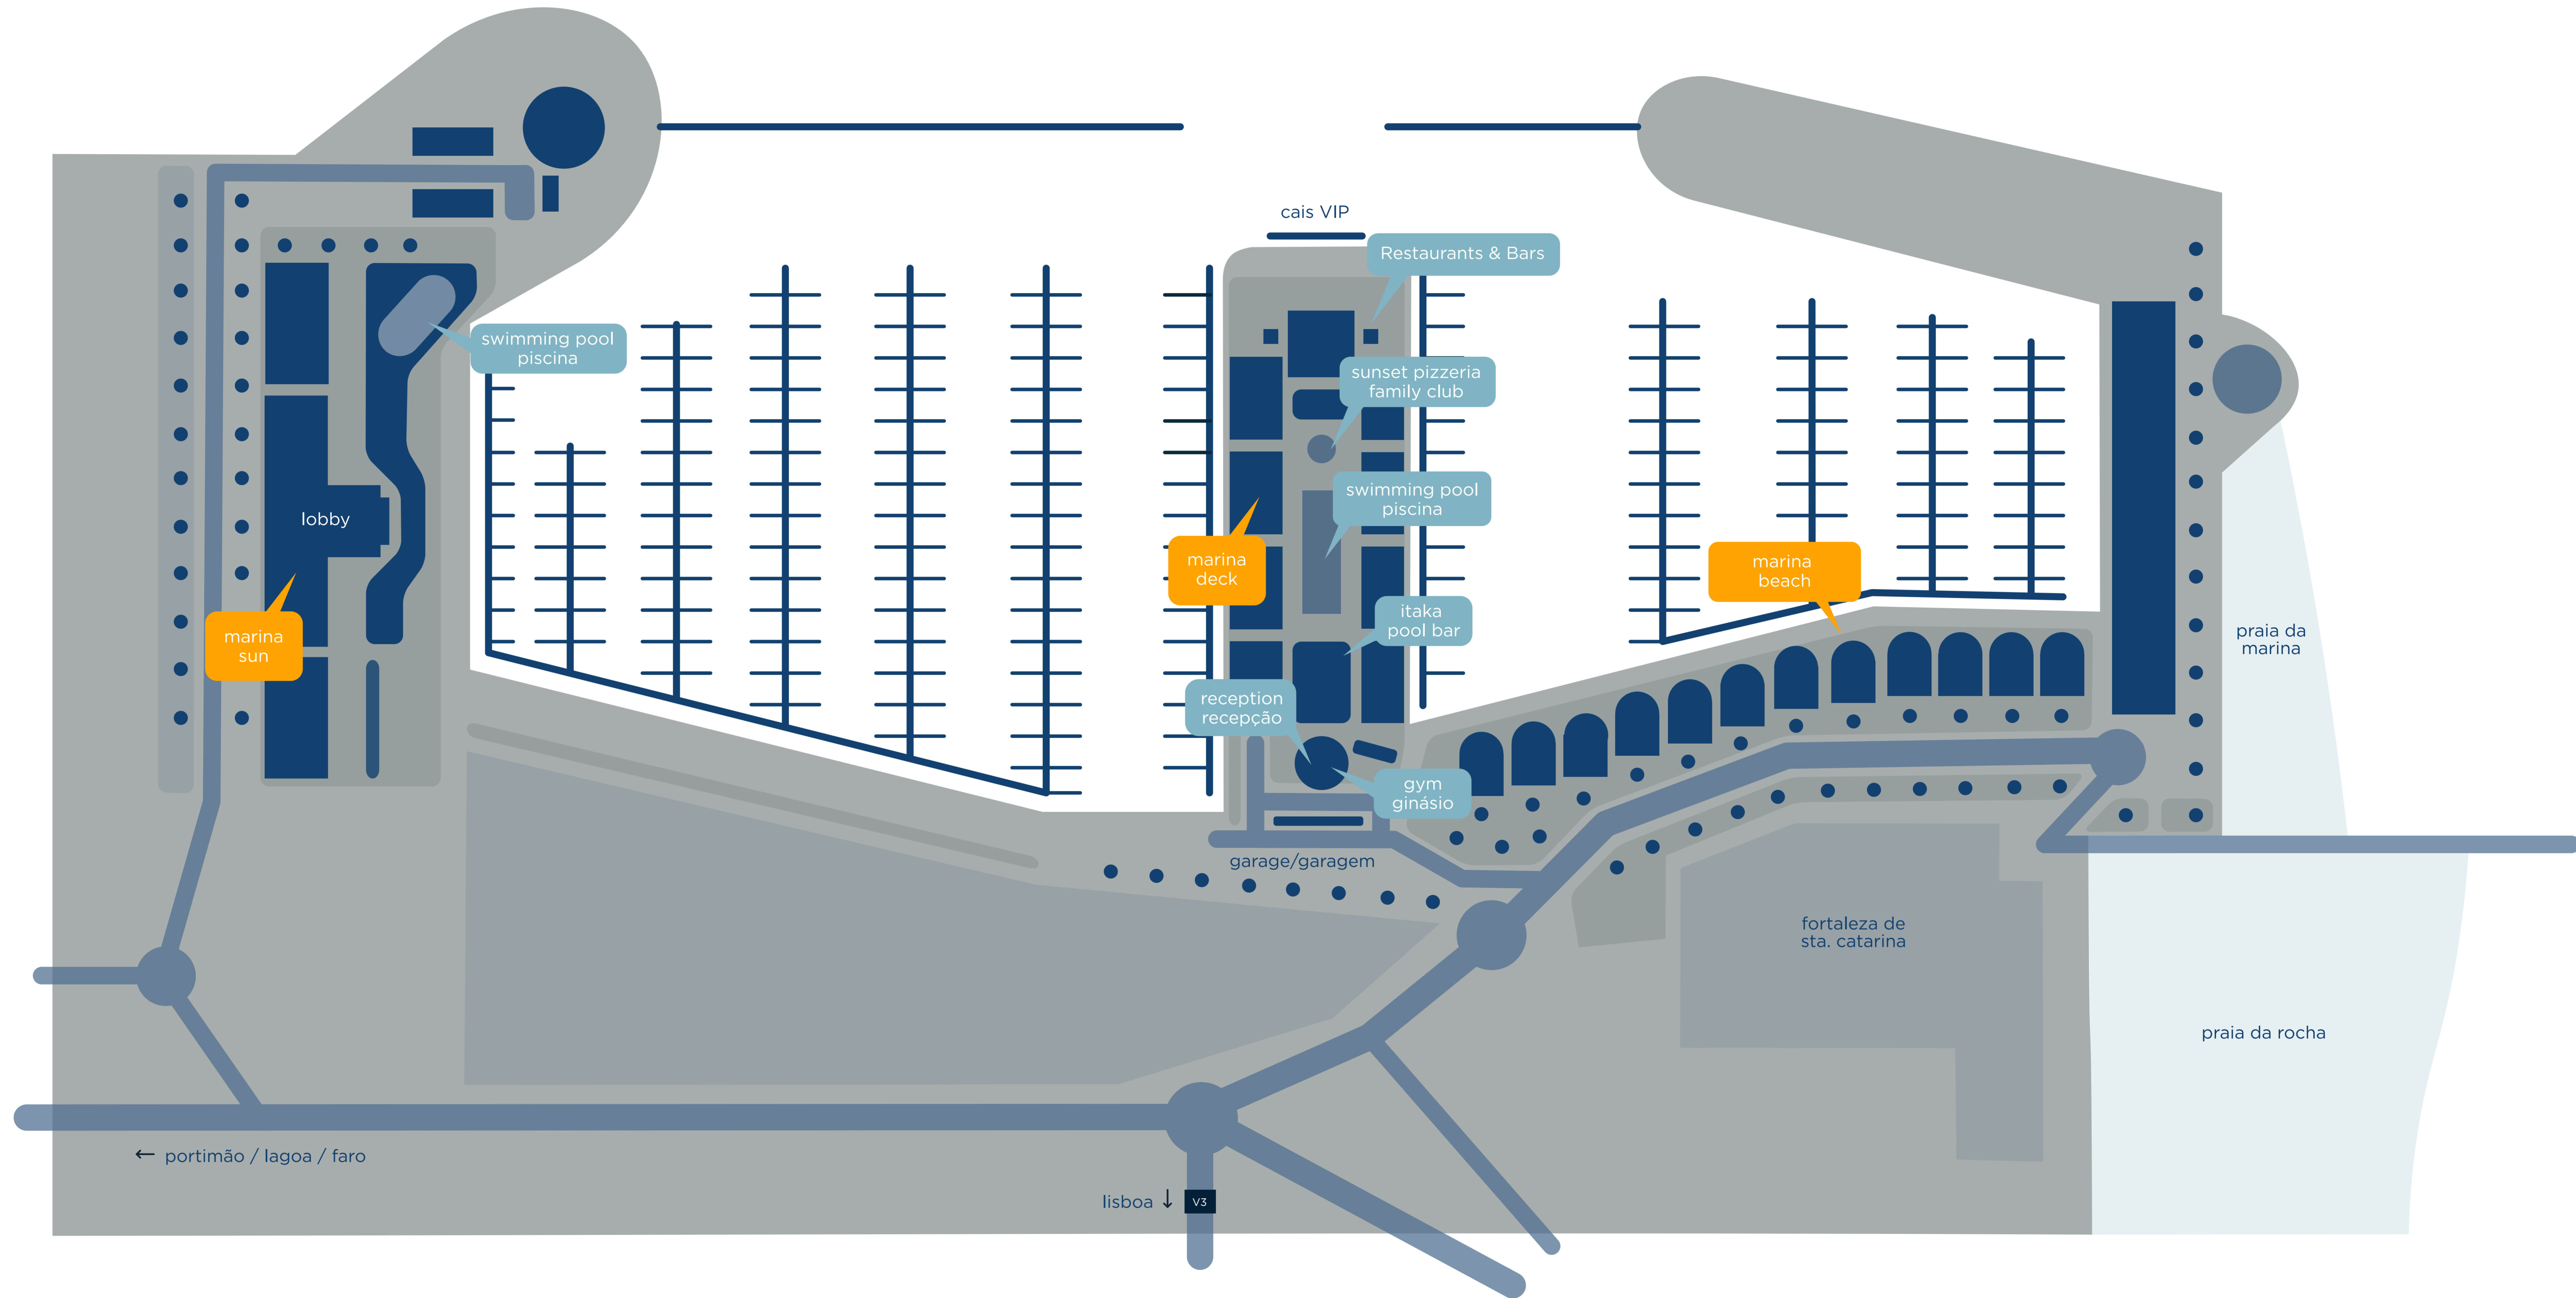 cais VIP
Restaurants & Bars
swimming pool
piscina
sunset pizzeria
family club
swimming pool
piscina
lobby
marina
deck
marina
beach
itaka
pool bar
marina
sun
praia da
marina
reception
recepção
gym
ginásio
garage/garagem
fortaleza de
sta. catarina
praia da rocha
← portimão / lagoa / faro
lisboa ↓ V3